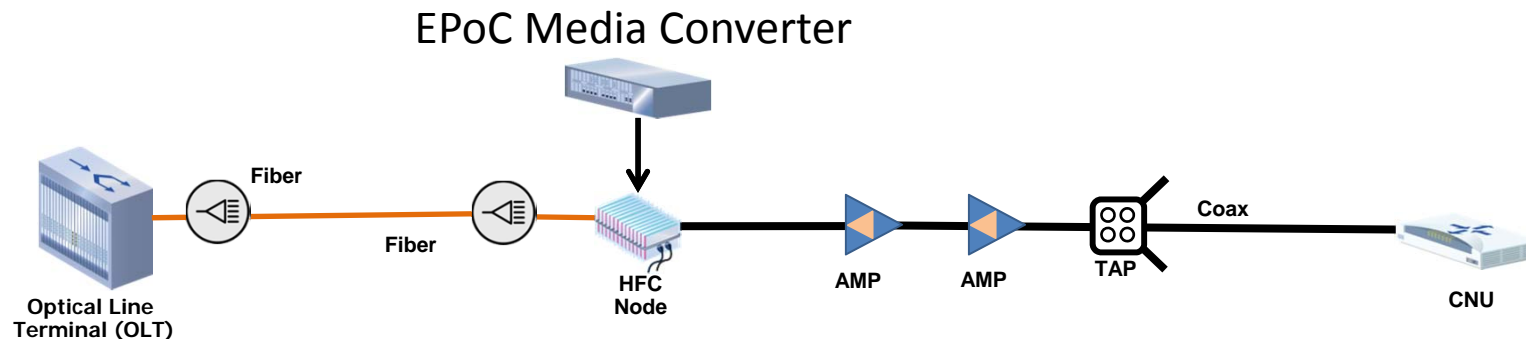 EPoC Media Converter
Fiber
Fiber
Coax
HFC
Node
AMP
AMP
TAP
CNU
Optical Line
Terminal (OLT)